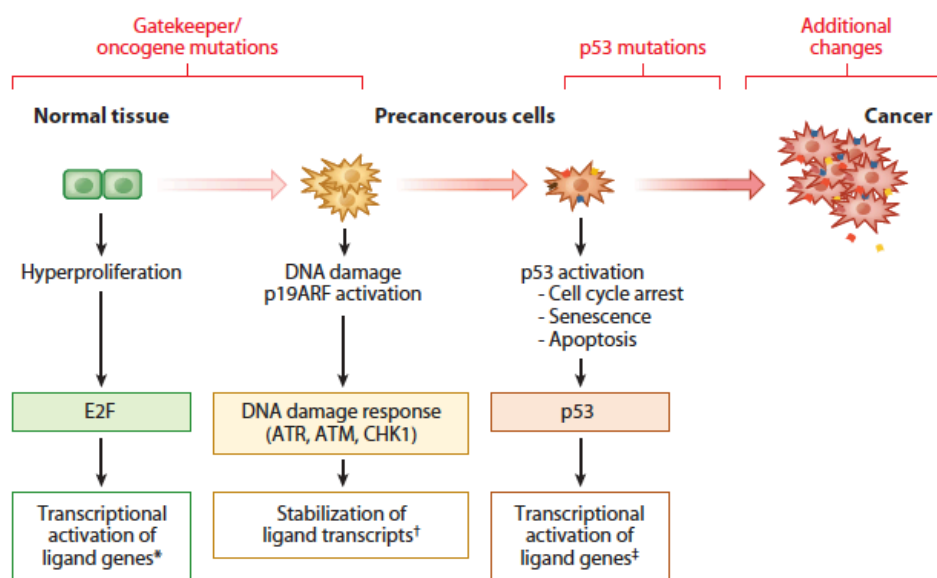 Gatekeeper/
oncogene mutations
p53 mutations
Additional
changes
Normal tissue
Precancerous cells
Cancer
Hyperproliferation
DNA damage
p19ARF activation
p53 activation
- Cell cycle arrest
- Senescence
- Apoptosis
E2F
DNA damage response
(ATR, ATM, CHK1)
p53
Transcriptional
activation of
ligand genes*
Stabilization of
ligand transcripts†
Transcriptional
activation of
ligand genes‡